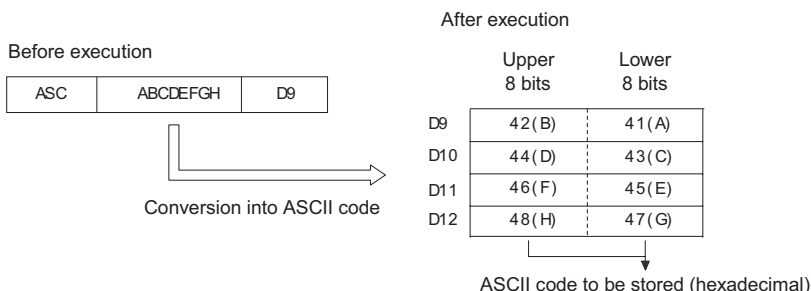 Before execution
ASC ABCDEFGH D9
Conversion into ASCII code
After execution
Upper Lower
8 bits 8 bits
D9 42(B) 41(A)
D10 44(D) 43(C)
D11 46(F) 45(E)
D12 48(H) 47(G)
ASCII code to be stored (hexadecimal)